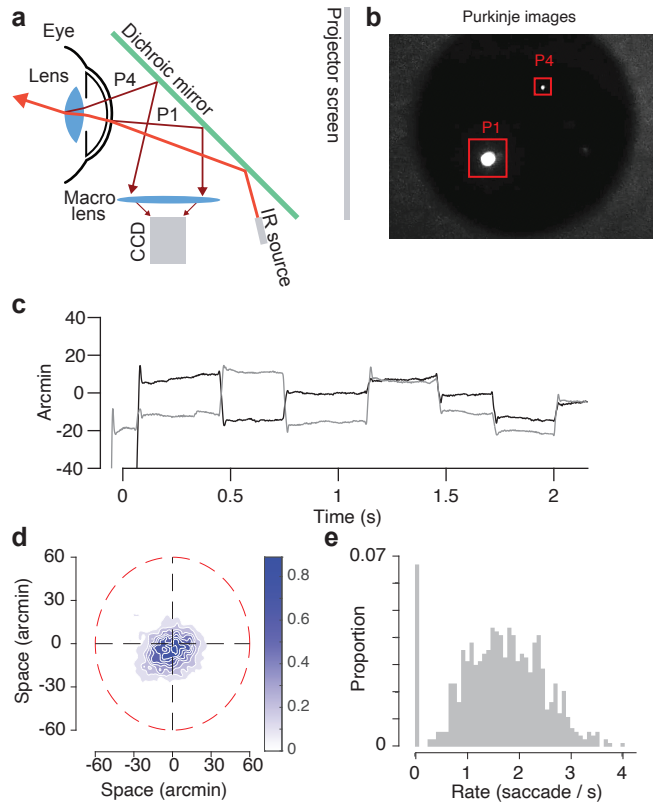 a
Eye
Lens
P4
P1
Dichroic mirror
Projector screen
Macro
lens
CCD
IR source
b
Purkinje images
P4
P1
c
40
20
0
-20
-40
Arcmin
0
0.5
1
1.5
2
Time (s)
d
60
30
0
-30
-60
Space (arcmin)
-60
-30
0
30
60
Space (arcmin)
0.8
0.6
0.4
0.2
0
e
0.07
0
Proportion
0
1
2
3
4
Rate (saccade / s)